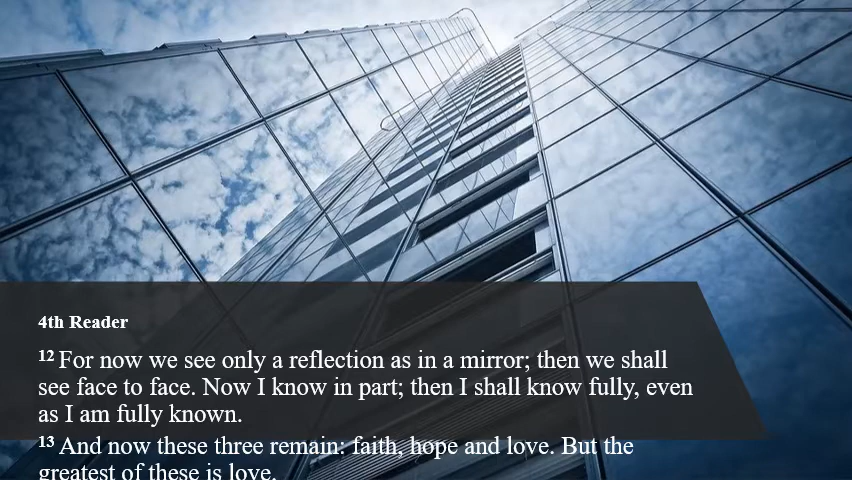 4th Reader
12 For now we see only a reflection as in a mirror; then we shall
see face to face. Now I know in part; then I shall know fully, even
as I am fully known.
13 And now these three remain: faith, hope and love. But the
greatest of these is love.